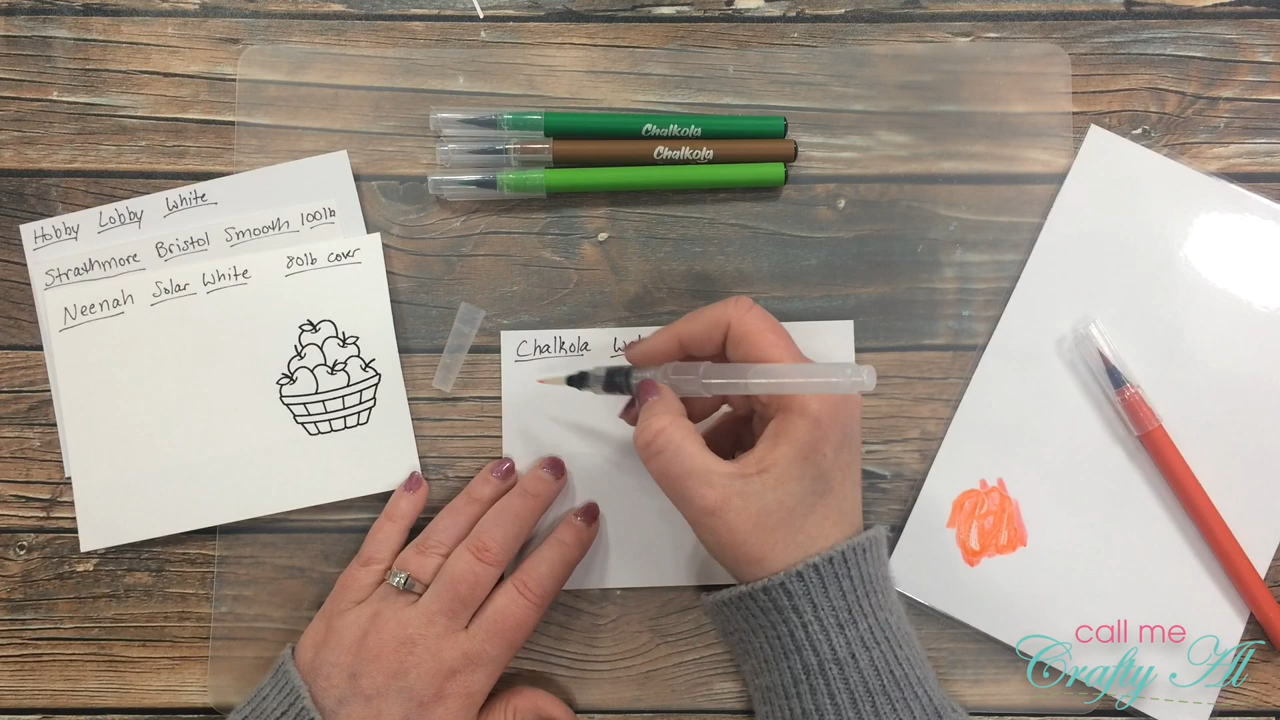 Chalkola
Chalkola
Hobby Lobby White
Strathmore Bristol Smooth 100lb
Neenah Solar White 80lb cover
Chalkola
call me
Crafty Al